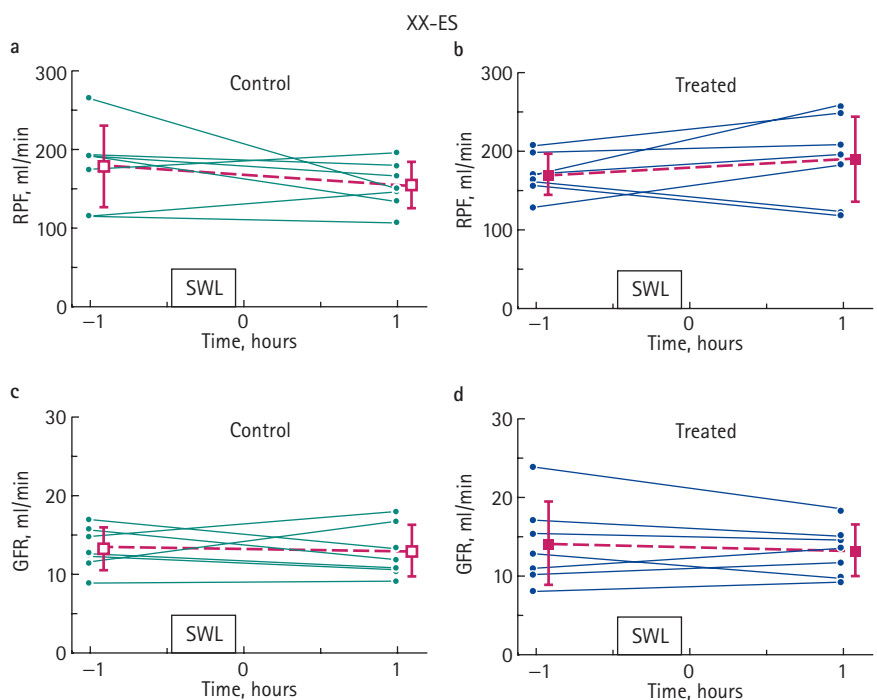 XX-ES
a
Control
RPF, ml/min
300
200
100
0
SWL
–1 0 1
Time, hours
b
Treated
RPF, ml/min
300
200
100
0
SWL
–1 0 1
Time, hours
c
Control
GFR, ml/min
30
20
10
0
SWL
–1 0 1
Time, hours
d
Treated
GFR, ml/min
30
20
10
0
SWL
–1 0 1
Time, hours